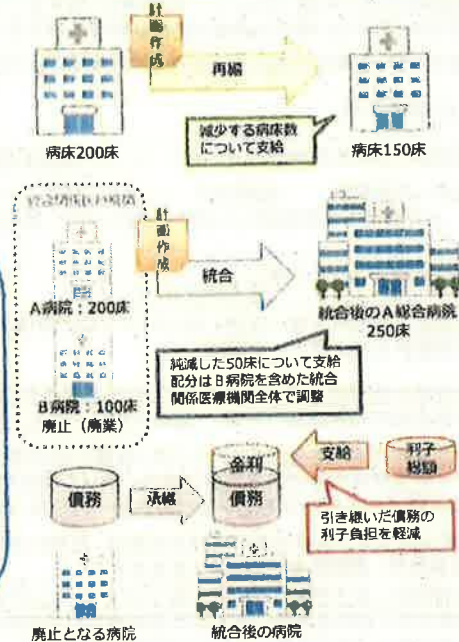 計画作成
再編
減少する病床数
について支給
病床200床
病床150床
統合関係医療機関
計画作成
統合
A病院：200床
統合後のA総合病院
250床
純減した50床について支給
配分はB病院を含めた統合
関係医療機関全体で調整
B病院：100床
廃止（廃業）
債務
承継
金利
債務
支給
利子
総額
引き継いだ債務の
利子負担を軽減
廃止となる病院
統合後の病院